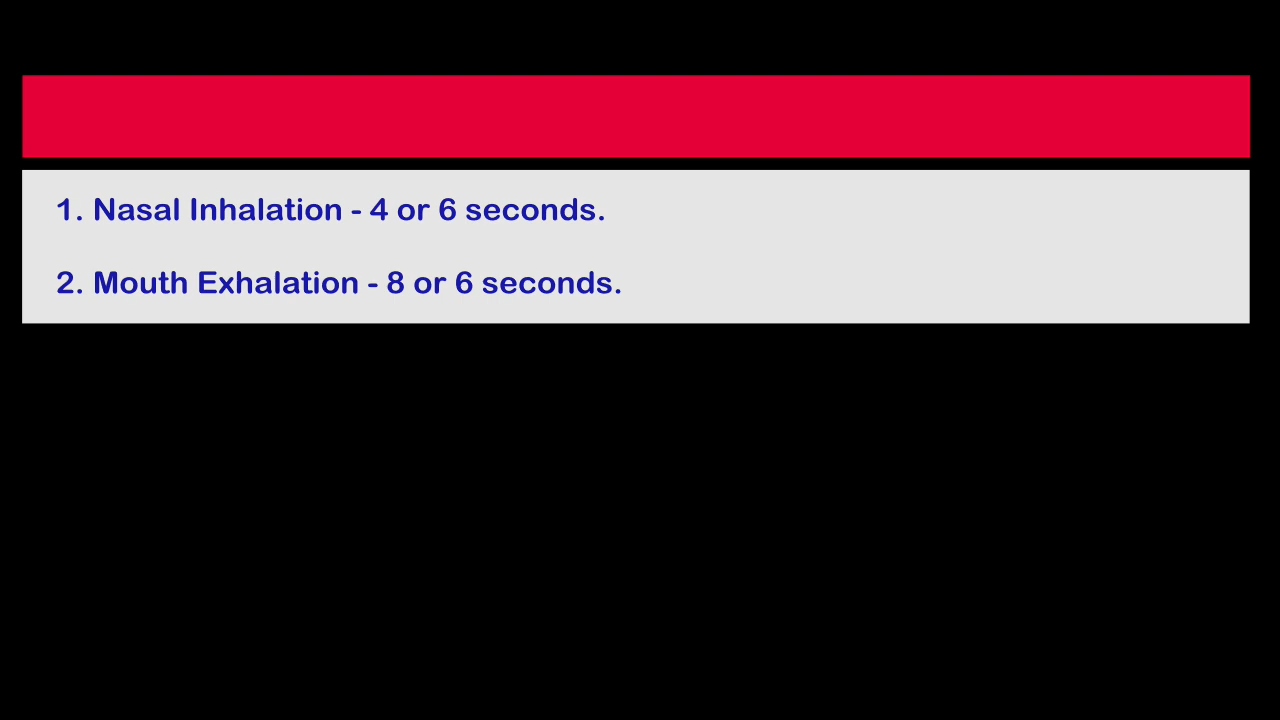 1. Nasal Inhalation - 4 or 6 seconds.
2. Mouth Exhalation - 8 or 6 seconds.